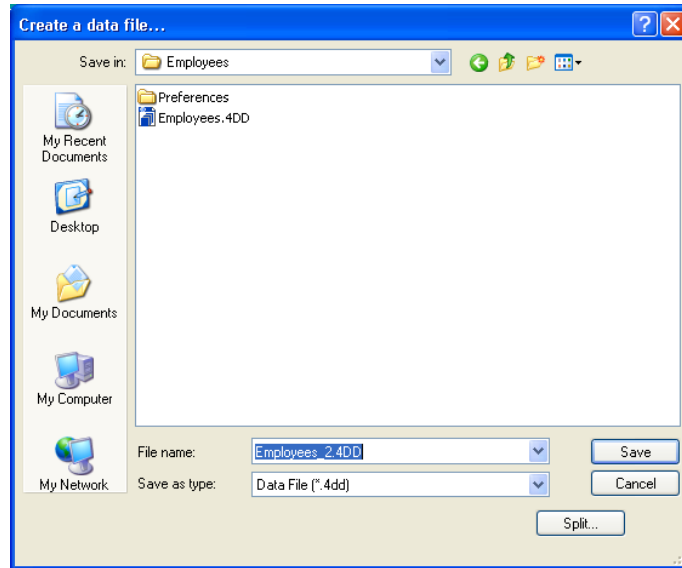 Create a data file...
Save in:
Employees
Preferences
Employees.4DD
My Recent
Documents
Desktop
My Documents
My Computer
My Network
File name:
Employees_2.4DD
Save
Save as type:
Data File (*.4dd)
Cancel
Split...